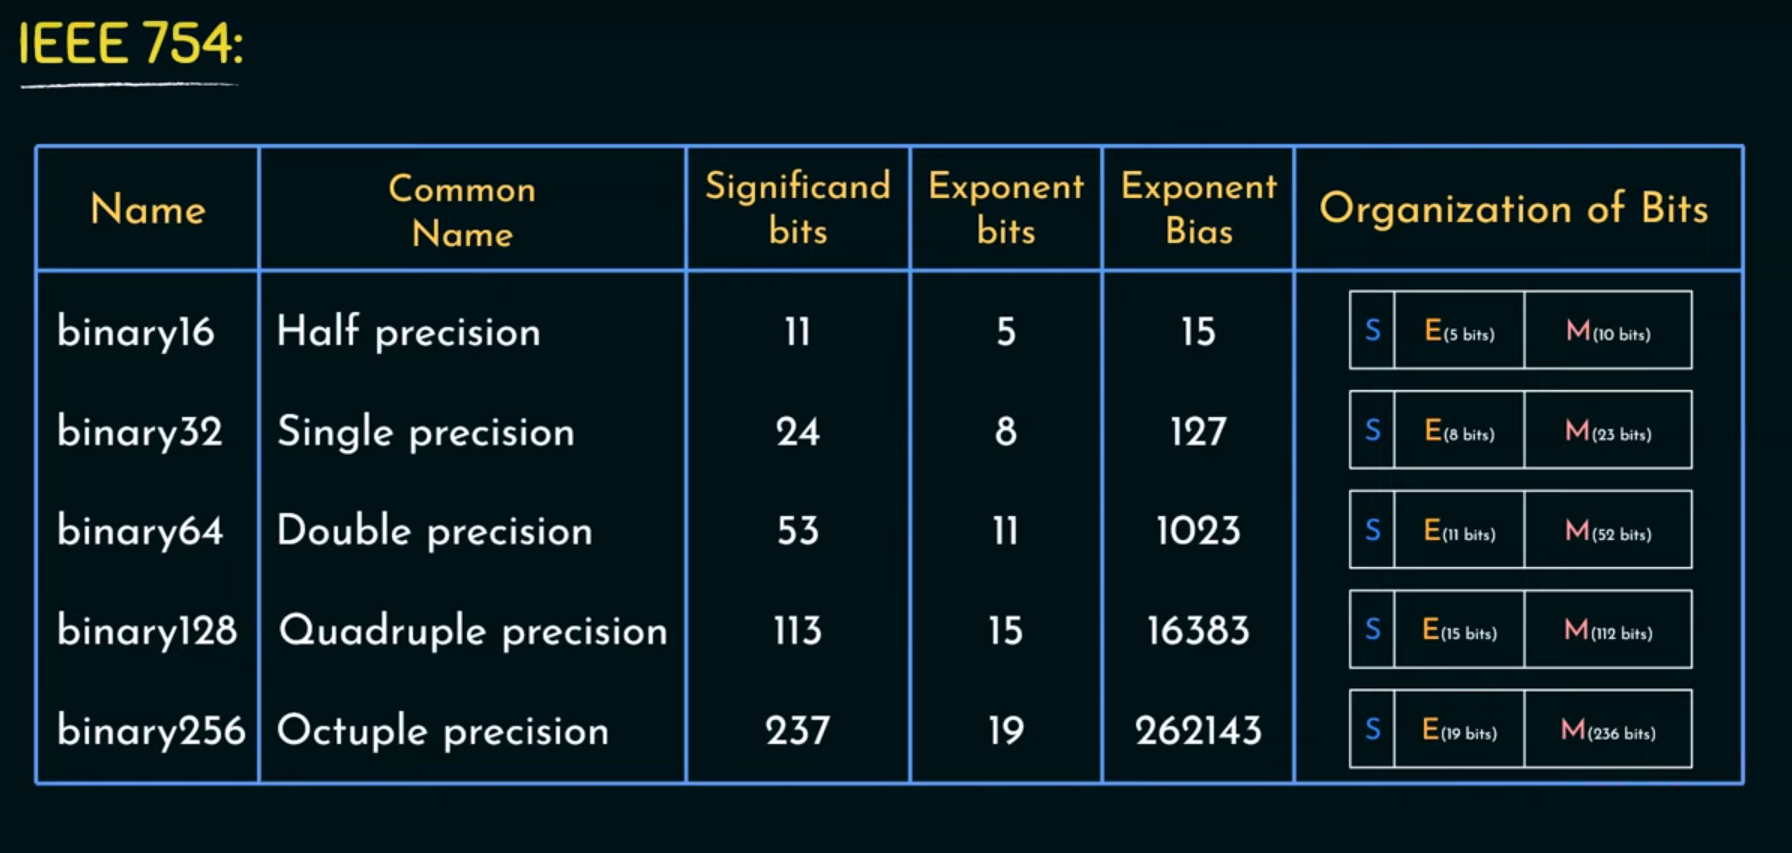 IEEE 754:
Name
Common
Name
Significand
bits
Exponent
bits
Exponent
Bias
Organization of Bits
binary16 Half precision 11 5 15 S E(5 bits) M(10 bits)
binary32 Single precision 24 8 127 S E(8 bits) M(23 bits)
binary64 Double precision 53 11 1023 S E(11 bits) M(52 bits)
binary128 Quadruple precision 113 15 16383 S E(15 bits) M(112 bits)
binary256 Octuple precision 237 19 262143 S E(19 bits) M(236 bits)